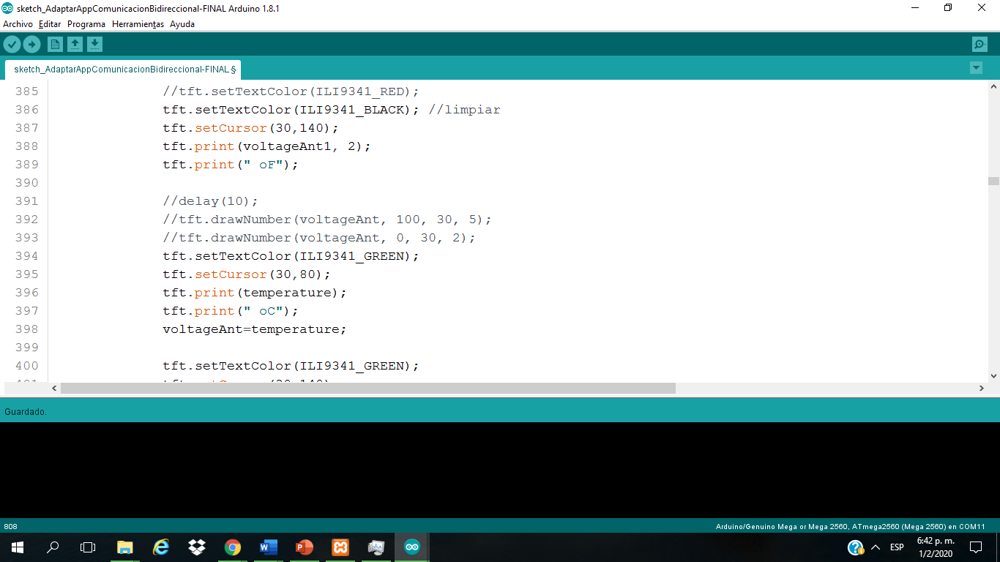 sketch_AdaptarAppComunicacionBidireccional-FINAL Arduino 1.8.1
Archivo Editar Programa Herramientas Ayuda
sketch_AdaptarAppComunicacionBidireccional-FINAL §
385 //tft.setTextColor(ILI9341_RED);
386 tft.setTextColor(ILI9341_BLACK); //limpiar
387 tft.setCursor(30,140);
388 tft.print(voltageAnt1, 2);
389 tft.print(" oF");
390
391 //delay(10);
392 //tft.drawNumber(voltageAnt, 100, 30, 5);
393 //tft.drawNumber(voltageAnt, 0, 30, 2);
394 tft.setTextColor(ILI9341_GREEN);
395 tft.setCursor(30,80);
396 tft.print(temperature);
397 tft.print(" oC");
398 voltageAnt=temperature;
399
400 tft.setTextColor(ILI9341_GREEN);
Guardado.
808 Arduino/Genuino Mega or Mega 2560, ATmega2560 (Mega 2560) en COM11
ESP 6:42 p. m.
1/2/2020